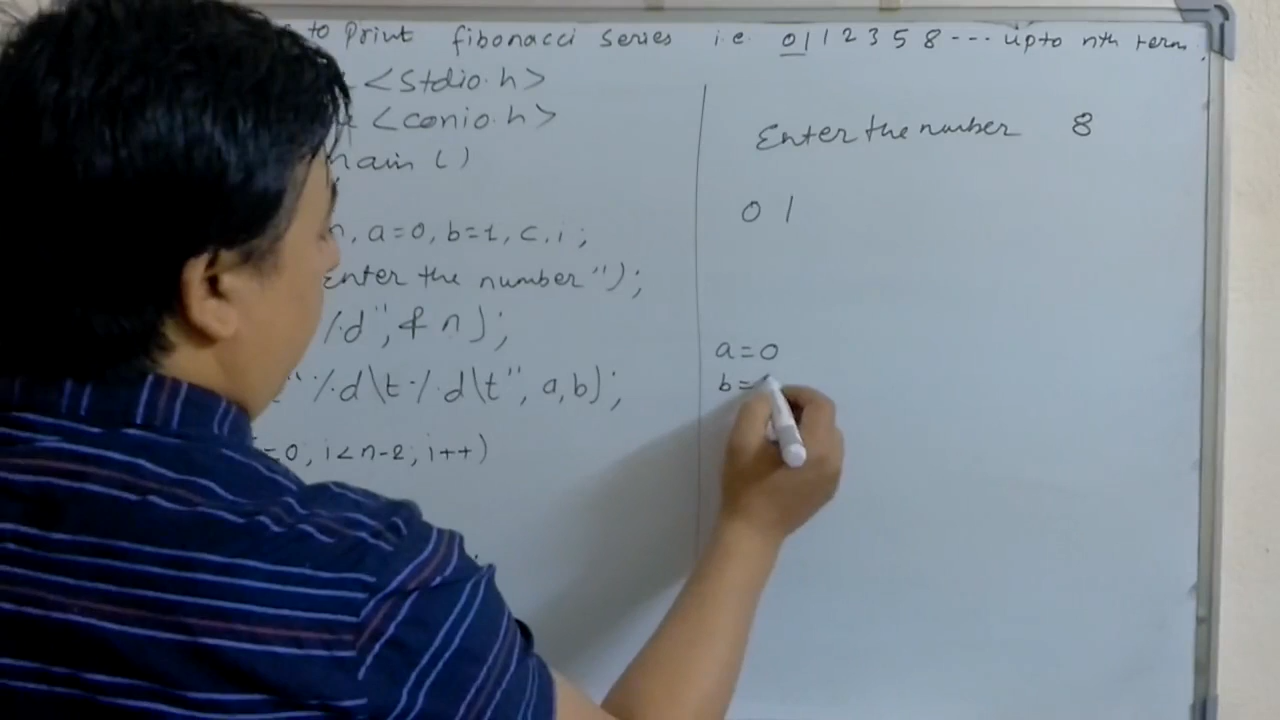 to Print fibonacci series i.e. 0 1 1 2 3 5 8 --- upto nth term.
<stdio.h>
<conio.h>
main ()
n, a=0, b=1, c, i ;
Enter the number ");
/.d", & n );
" /.d\t /.d\t", a,b);
=0, i<n-2, i++)
Enter the number 8
0 1
a=0
b=